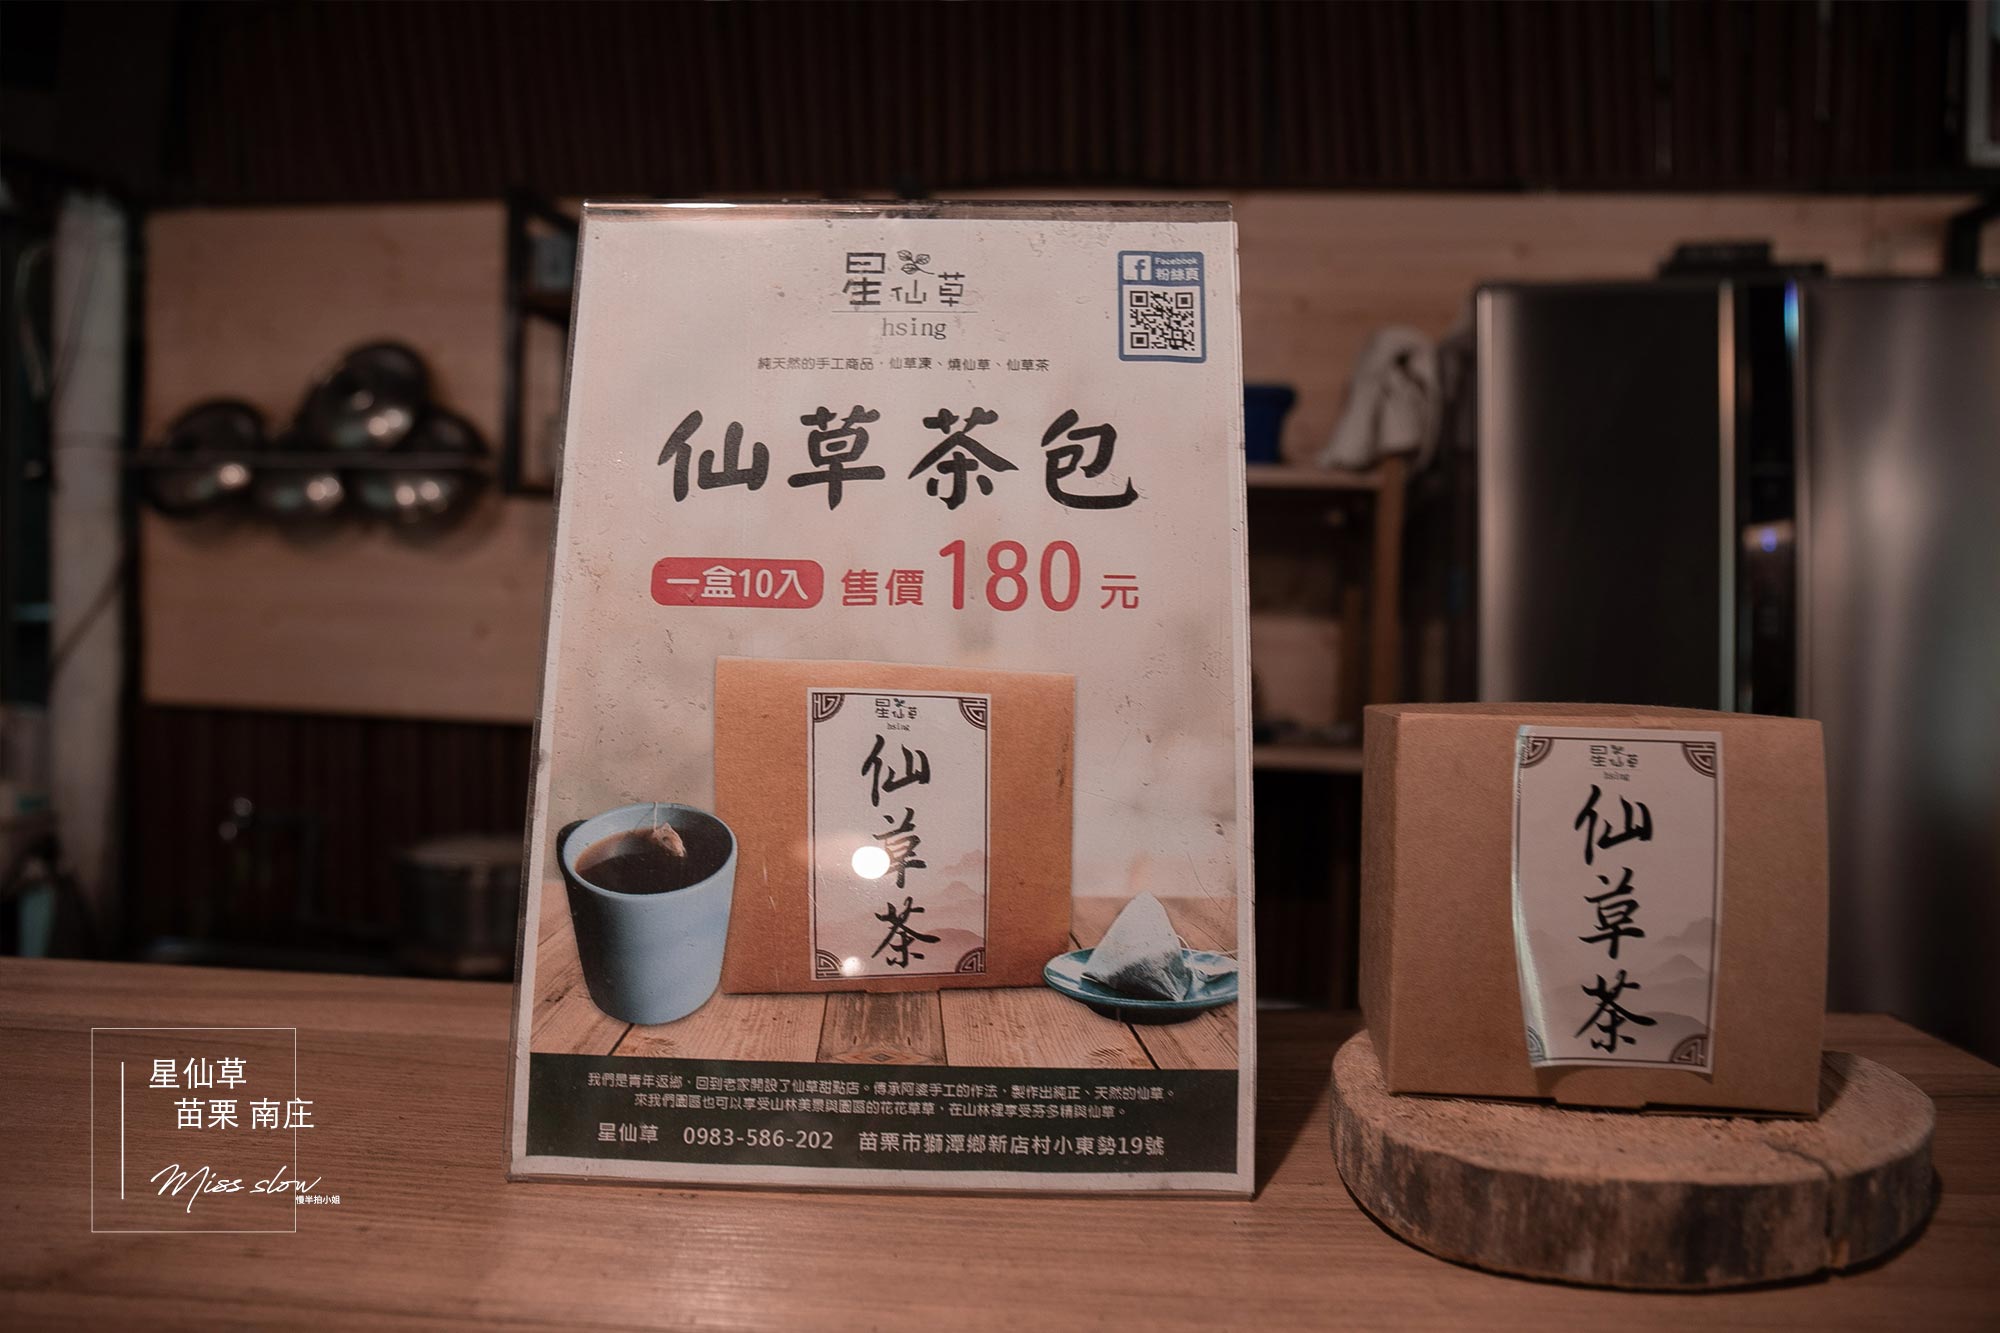 星仙草
hsing
Facebook
粉絲頁
純天然的手工商品，仙草凍、燒仙草、仙草茶
仙草茶包
一盒10入 售價180元
星仙草
hsing
仙草茶
我們是青年返鄉，回到老家開設了仙草甜點店。傳承阿婆手工的作法，製作出純正、天然的仙草。
來我們園區也可以享受山林美景與園區的花花草草，在山林裡享受芬多精與仙草。
星仙草 0983-586-202 苗栗市獅潭鄉新店村小東勢19號
星仙草
hsing
仙草茶
星仙草
苗栗 南庄
Miss slow
慢半拍小姐